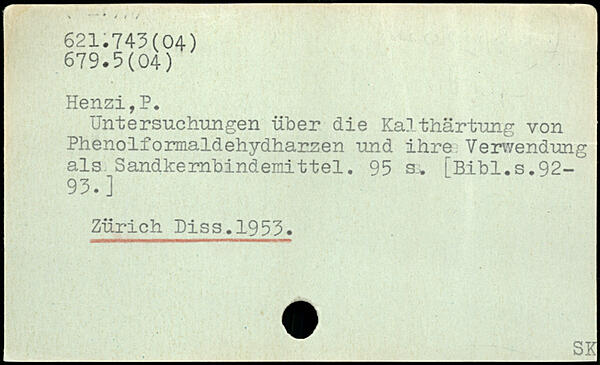 621.743(04)
679.5(04)
Henzi,P.
Untersuchungen über die Kalthärtung von
Phenolformaldehydharzen und ihre Verwendung
als Sandkernbindemittel. 95 s. [Bibl.s.92-
93.]
Zürich Diss.1953.
SK